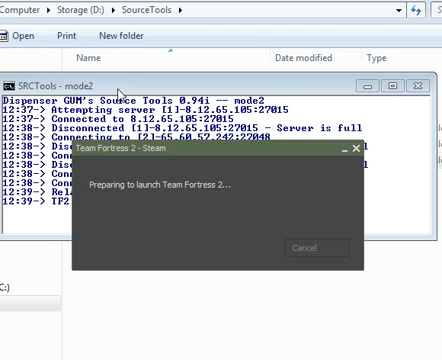 Computer ▸ Storage (D:) ▸ SourceTools ▸
Open Print New folder
Name Date modified Type
SRCTools - mode2
Dispenser GUM's Source Tools 0.94i -- mode2
12:37-> Attempting server [1]-8.12.65.105:27015
12:37-> Connected to 8.12.65.105:27015
12:38-> Disconnected [1]-8.12.65.105:27015 - Server is full
12:38-> Connecting to [2]-65.60.57.242:27048
12:38->
12:38->
12:38->
12:38->
12:39->
12:39-> TF2
Team Fortress 2 - Steam
Preparing to launch Team Fortress 2...
Cancel
C:)